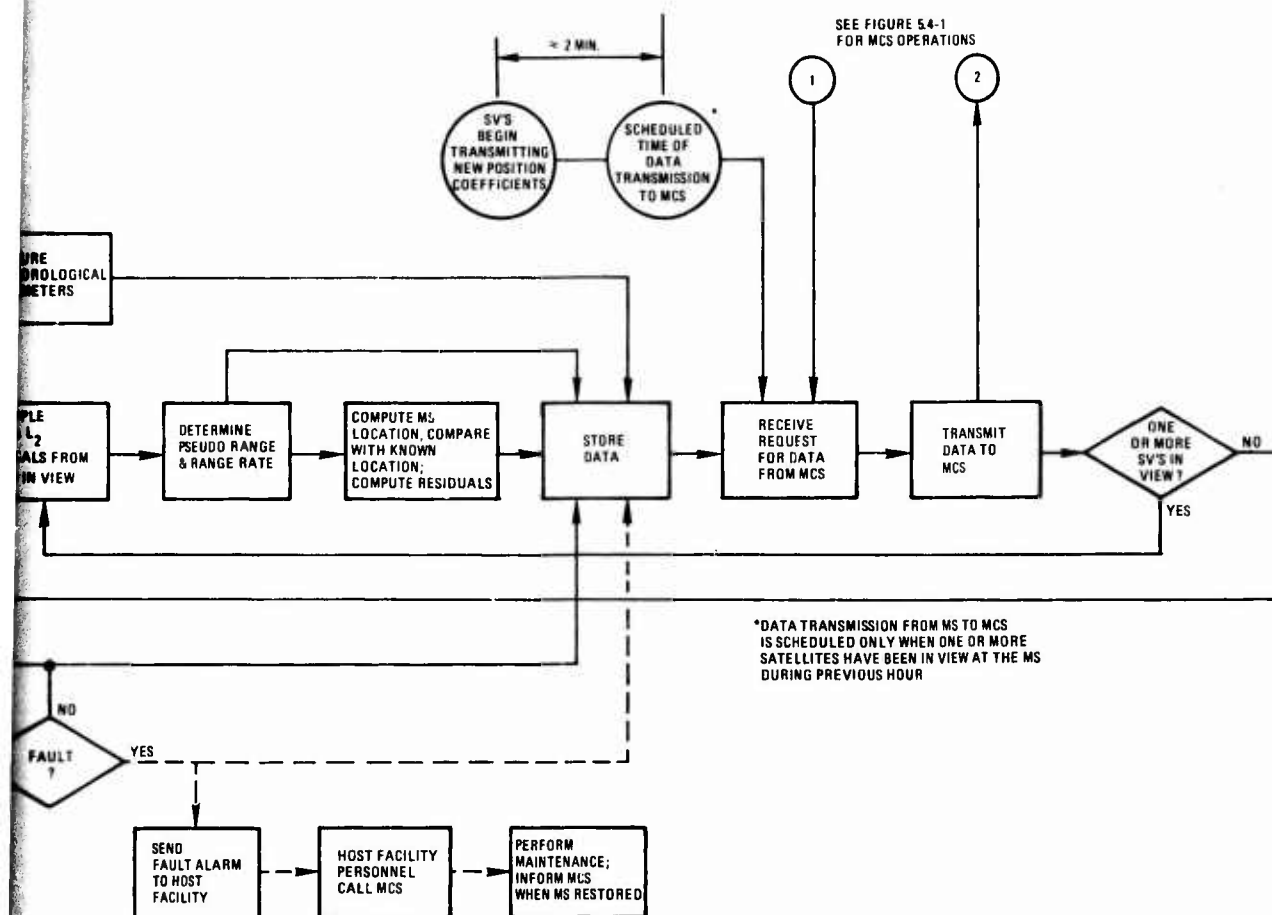 SEE FIGURE 5.4-1
FOR MCS OPERATIONS
≈ 2 MIN.
1
2
SV'S
BEGIN
TRANSMITTING
NEW POSITION
COEFFICIENTS
*
SCHEDULED
TIME OF
DATA
TRANSMISSION
TO MCS
URE
OROLOGICAL
METERS
PLE
L2
ALS FROM
IN VIEW
DETERMINE
PSEUDO RANGE
& RANGE RATE
COMPUTE MS
LOCATION, COMPARE
WITH KNOWN
LOCATION;
COMPUTE RESIDUALS
STORE
DATA
RECEIVE
REQUEST
FOR DATA
FROM MCS
TRANSMIT
DATA TO
MCS
ONE
OR MORE
SV'S IN
VIEW ?
NO
YES
*DATA TRANSMISSION FROM MS TO MCS
IS SCHEDULED ONLY WHEN ONE OR MORE
SATELLITES HAVE BEEN IN VIEW AT THE MS
DURING PREVIOUS HOUR
NO
FAULT
?
YES
SEND
FAULT ALARM
TO HOST
FACILITY
HOST FACILITY
PERSONNEL
CALL MCS
PERFORM
MAINTENANCE;
INFORM MCS
WHEN MS RESTORED